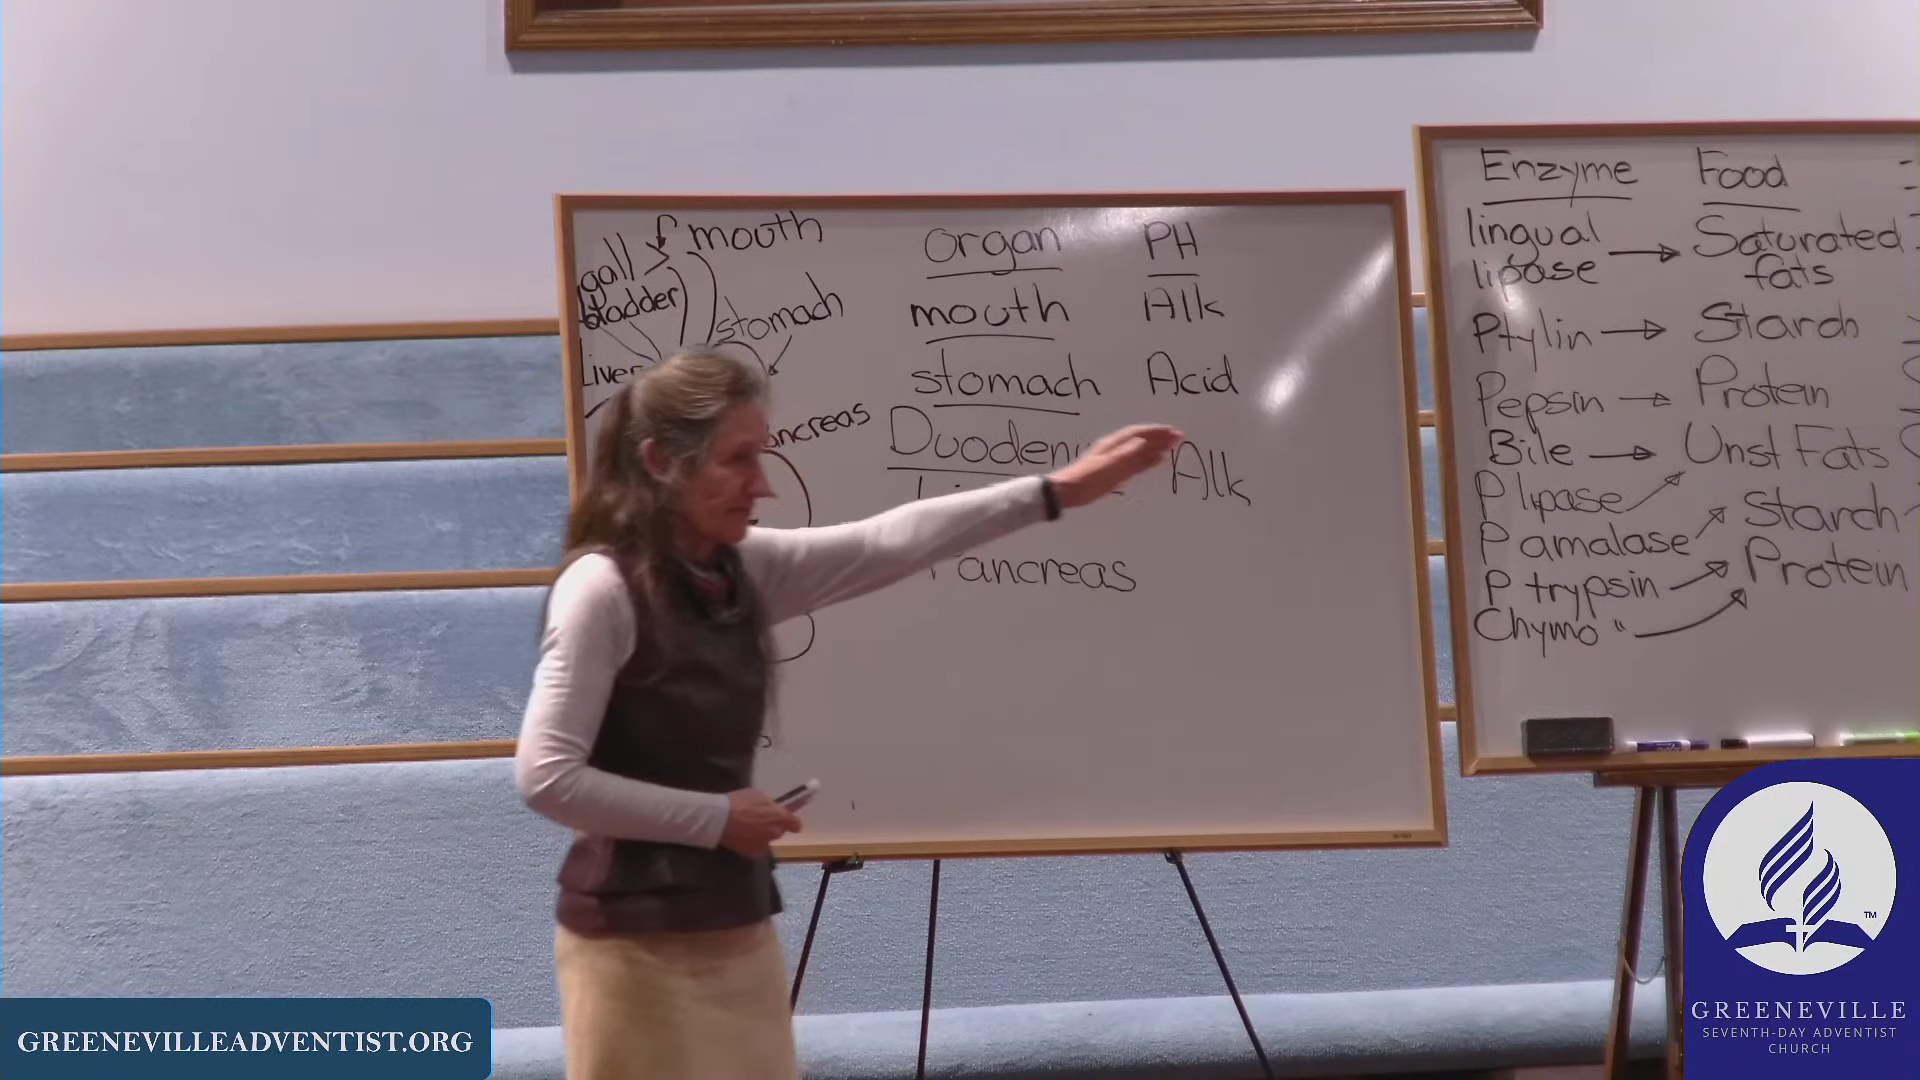 mouth
gall
bladder
stomach
Liver
ancreas
Organ PH
mouth Alk
stomach Acid
Duoden Alk
ancreas
Enzyme Food
lingual
lipase
Saturated
fats
Ptylin Starch
Pepsin Protein
Bile Unst Fats
P lipase
P amalase Starch
P trypsin Protein
Chymo "
GREENEVILLEADVENTIST.ORG
TM
GREENEVILLE
SEVENTH-DAY ADVENTIST
CHURCH